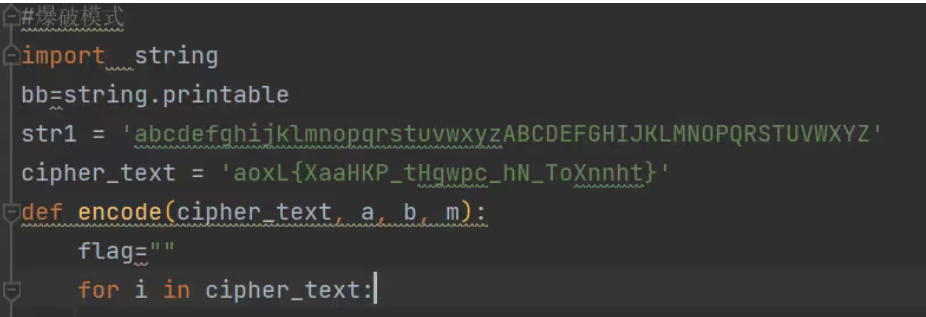 #爆破模式
import  string
bb=string.printable
str1 = 'abcdefghijklmnopqrstuvwxyzABCDEFGHIJKLMNOPQRSTUVWXYZ'
cipher_text = 'aoxL{XaaHKP_tHgwpc_hN_ToXnnht}'
def encode(cipher_text, a, b, m):
    flag=""
    for i in cipher_text: